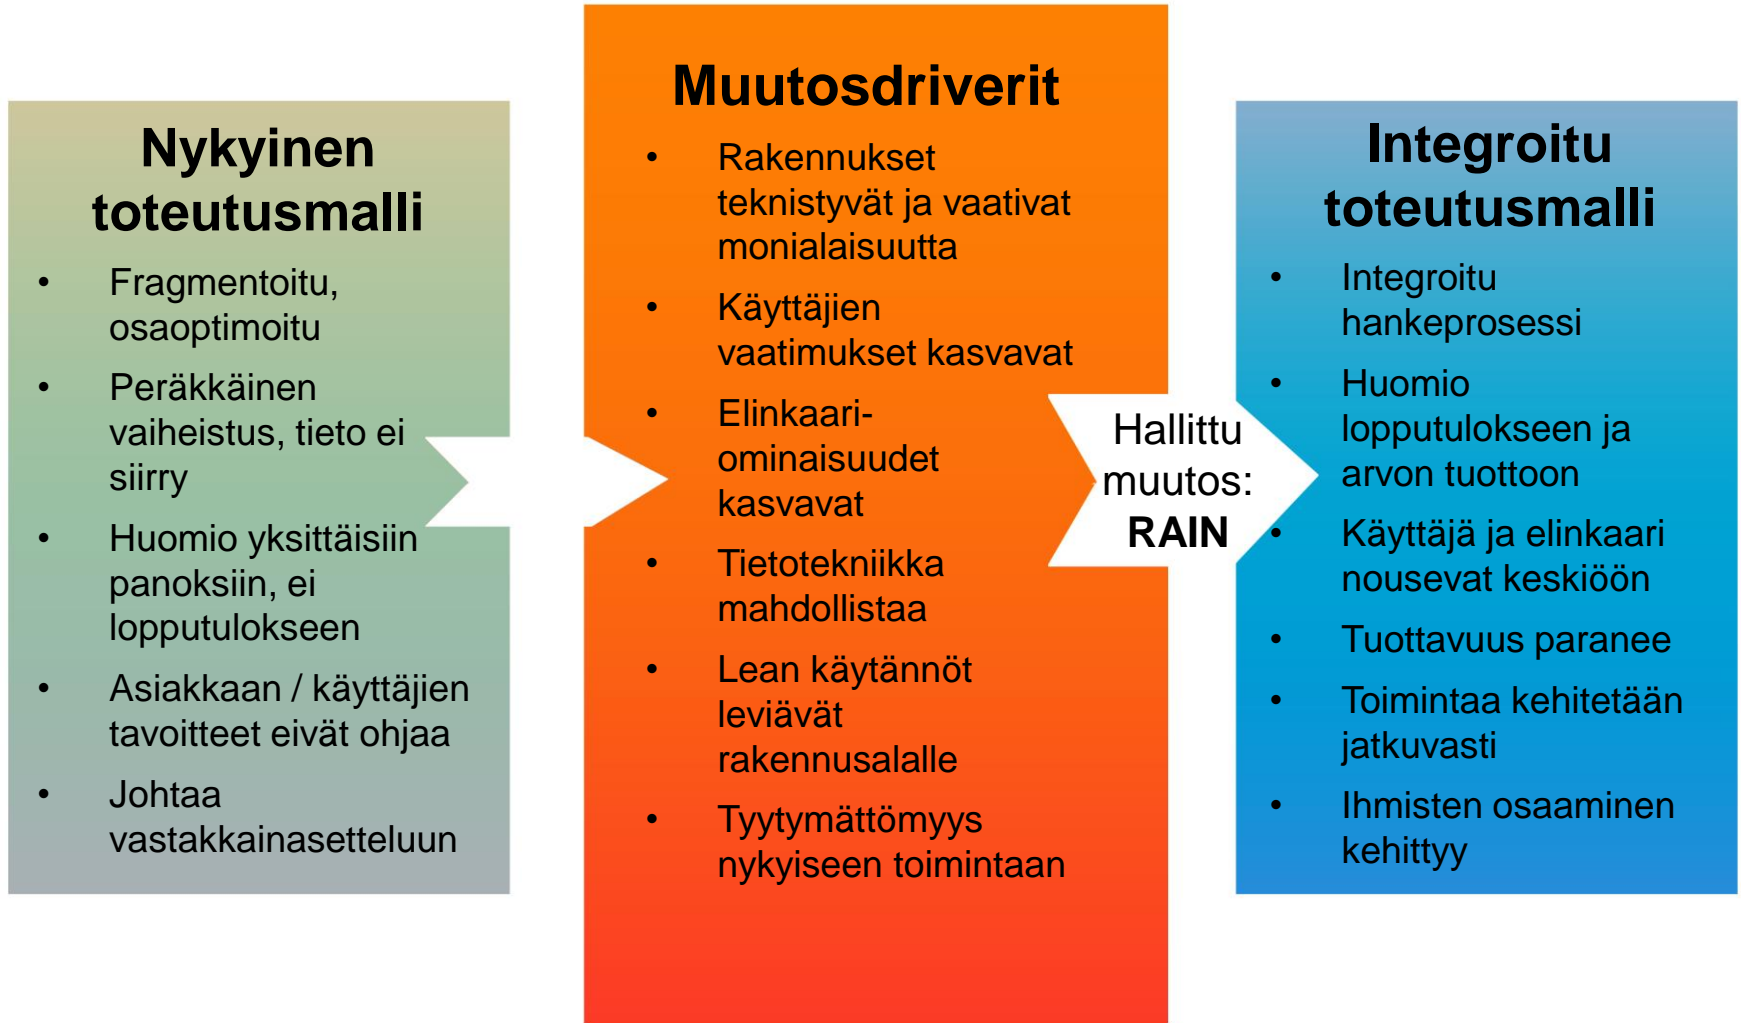 Nykyinen
toteutusmalli
• Fragmentoitu,
osaoptimoitu
• Peräkkäinen
vaiheistus, tieto ei
siirry
• Huomio yksittäisiin
panoksiin, ei
lopputulokseen
• Asiakkaan / käyttäjien
tavoitteet eivät ohjaa
• Johtaa
vastakkainasetteluun
Muutosdriverit
• Rakennukset
teknistyvät ja vaativat
monialaisuutta
• Käyttäjien
vaatimukset kasvavat
• Elinkaari-
ominaisuudet
kasvavat
• Tietotekniikka
mahdollistaa
• Lean käytännöt
leviävät
rakennusalalle
• Tyytymättömyys
nykyiseen toimintaan
Hallittu
muutos:
RAIN
Integroitu
toteutusmalli
• Integroitu
hankeprosessi
• Huomio
lopputulokseen ja
arvon tuottoon
• Käyttäjä ja elinkaari
nousevat keskiöön
• Tuottavuus paranee
• Toimintaa kehitetään
jatkuvasti
• Ihmisten osaaminen
kehittyy